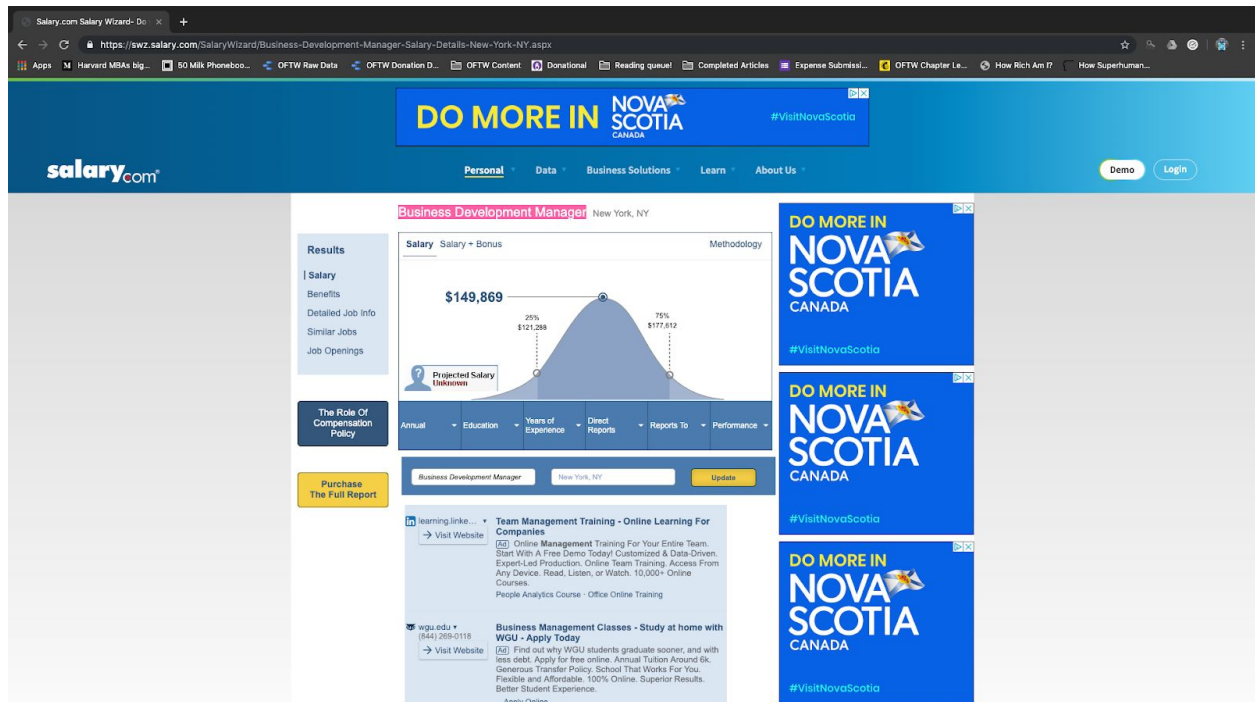 Salary.com Salary Wizard- Do
https://swz.salary.com/SalaryWizard/Business-Development-Manager-Salary-Details-New-York-NY.aspx
Apps
Harvard MBAs big...
50 Milk Phoneboo...
OFTW Raw Data
OFTW Donation D...
OFTW Content
Donational
Reading queue!
Completed Articles
Expense Submissi...
OFTW Chapter Le...
How Rich Am I?
How Superhuman...
DO MORE IN NOVA SCOTIA
CANADA
#VisitNovaScotia
salary.com®
Personal
Data
Business Solutions
Learn
About Us
Demo
Login
Business Development Manager New York, NY
Results
Salary
Benefits
Detailed Job Info
Similar Jobs
Job Openings
The Role Of
Compensation
Policy
Purchase
The Full Report
Salary Salary + Bonus Methodology
$149,869
25%
$121,288
75%
$177,612
? Projected Salary
Unknown
Annual
Education
Years of
Experience
Direct
Reports
Reports To
Performance
Business Development Manager
New York, NY
Update
in learning.linke...
→ Visit Website
Team Management Training - Online Learning For
Companies
Ad Online Management Training For Your Entire Team.
Start With A Free Demo Today! Customized & Data-Driven.
Expert-Led Production. Online Team Training. Access From
Any Device. Read, Listen, or Watch. 10,000+ Online
Courses.
People Analytics Course · Office Online Training
wgu.edu
(844) 269-0118
→ Visit Website
Business Management Classes - Study at home with
WGU - Apply Today
Ad Find out why WGU students graduate sooner, and with
less debt. Apply for free online. Annual Tuition Around 6k.
Generous Transfer Policy. School That Works For You.
Flexible and Affordable. 100% Online. Superior Results.
Better Student Experience.
Apply Online
DO MORE IN
NOVA
SCOTIA
CANADA
#VisitNovaScotia
DO MORE IN
NOVA
SCOTIA
CANADA
#VisitNovaScotia
DO MORE IN
NOVA
SCOTIA
CANADA
#VisitNovaScotia